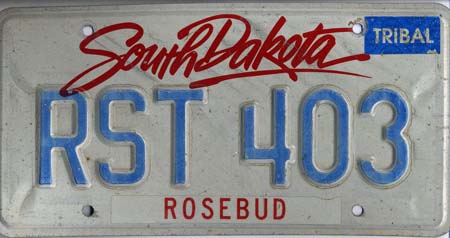 South Dakota
TRIBAL
RST 403
ROSEBUD